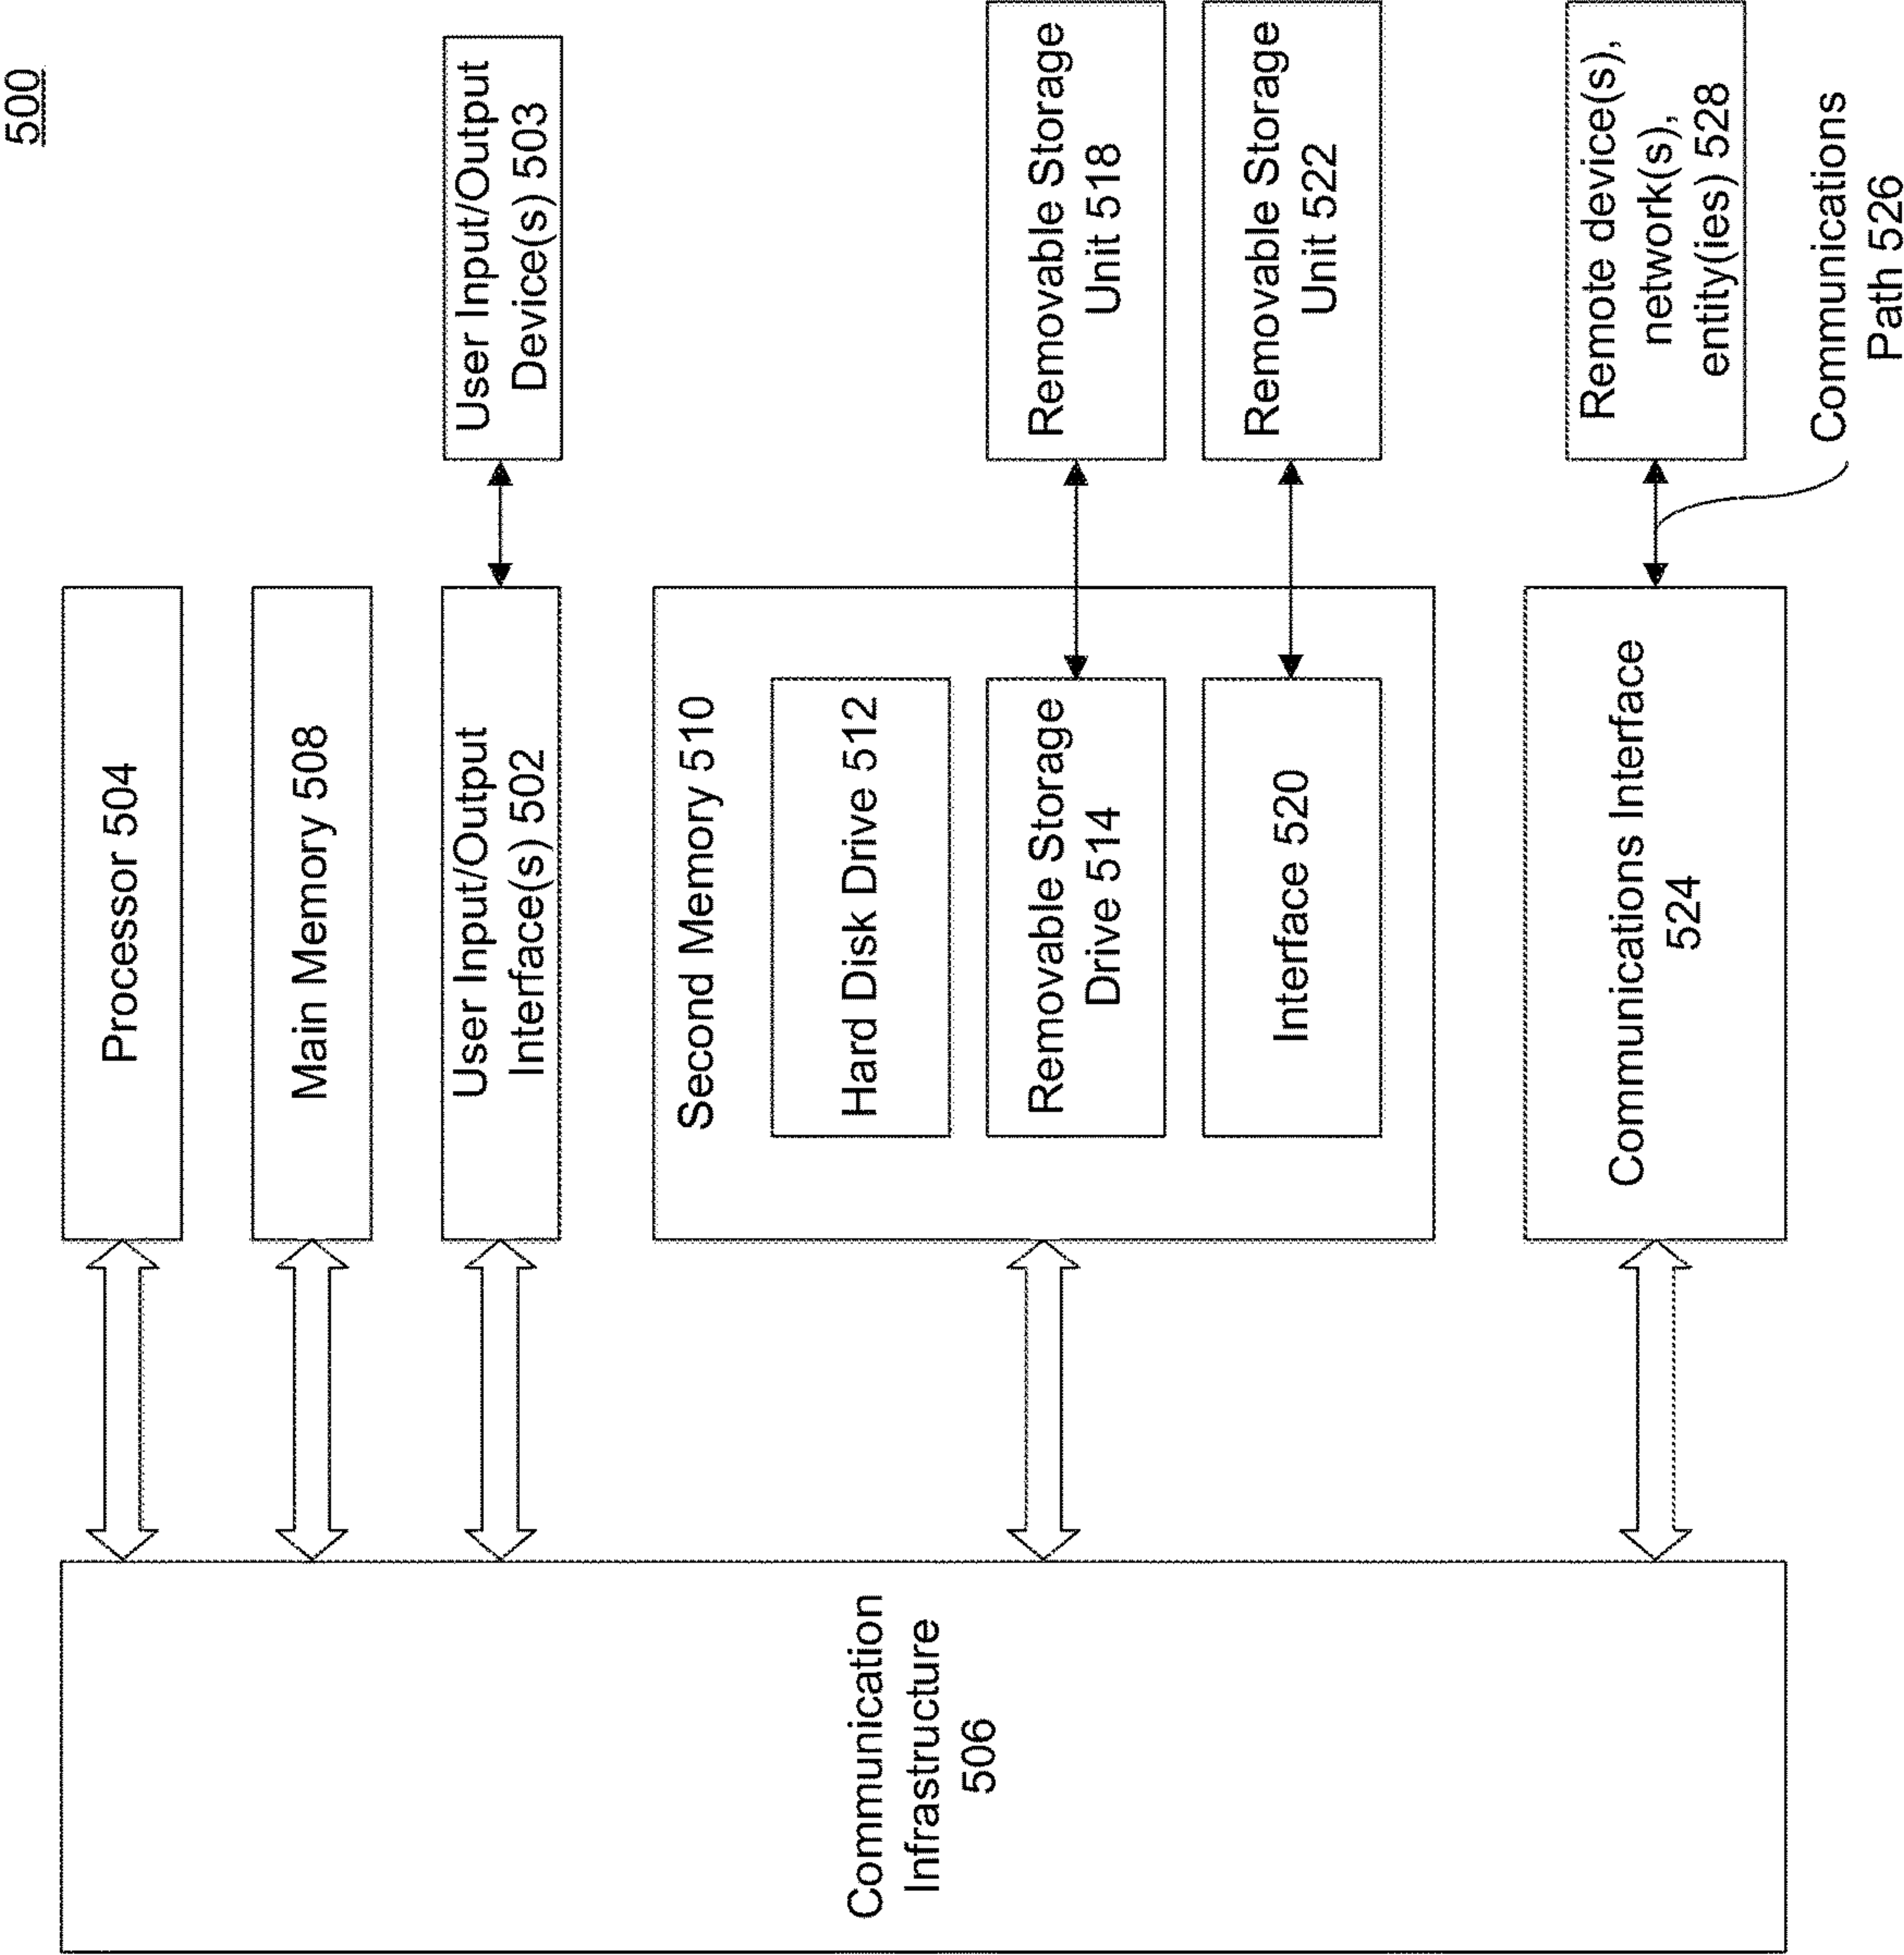 500
Processor 504
Main Memory 508
User Input/Output
Interface(s) 502
User Input/Output
Device(s) 503
Second Memory 510
Hard Disk Drive 512
Removable Storage
Drive 514
Removable Storage
Unit 518
Interface 520
Removable Storage
Unit 522
Communications Interface
524
Remote device(s),
network(s),
entity(ies) 528
Communications
Path 526
Communication
Infrastructure
506